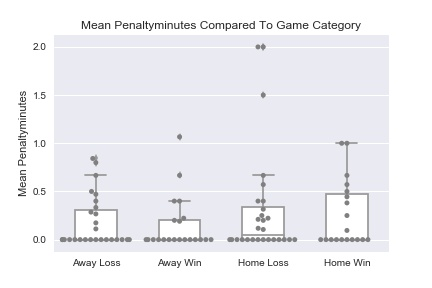 Mean Penaltyminutes Compared To Game Category
Mean Penaltyminutes
2.0
1.5
1.0
0.5
0.0
Away Loss
Away Win
Home Loss
Home Win